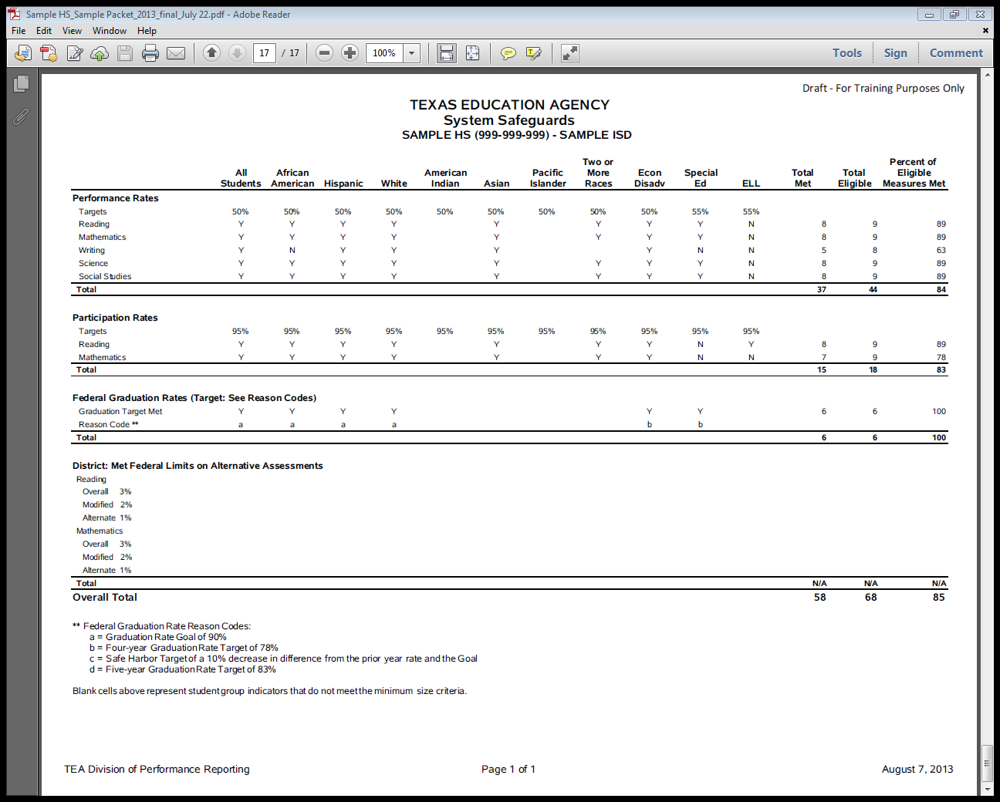 Sample HS_Sample Packet_2013_final_July 22.pdf - Adobe Reader
File Edit View Window Help
17 / 17 100% Tools Sign Comment
Draft - For Training Purposes Only
TEXAS EDUCATION AGENCY
System Safeguards
SAMPLE HS (999-999-999) - SAMPLE ISD
All Students African American Hispanic White American Indian Asian Pacific Islander Two or More Races Econ Disadv Special Ed ELL Total Met Total Eligible Percent of Eligible Measures Met
Performance Rates
Targets 50% 50% 50% 50% 50% 50% 50% 50% 50% 55% 55%
Reading Y Y Y Y Y Y Y Y N 8 9 89
Mathematics Y Y Y Y Y Y Y Y N 8 9 89
Writing Y N Y Y Y Y N N 5 8 63
Science Y Y Y Y Y Y Y Y N 8 9 89
Social Studies Y Y Y Y Y Y Y Y N 8 9 89
Total 37 44 84
Participation Rates
Targets 95% 95% 95% 95% 95% 95% 95% 95% 95% 95% 95%
Reading Y Y Y Y Y Y Y N Y 8 9 89
Mathematics Y Y Y Y Y Y Y N N 7 9 78
Total 15 18 83
Federal Graduation Rates (Target: See Reason Codes)
Graduation Target Met Y Y Y Y Y Y 6 6 100
Reason Code ** a a a a b b
Total 6 6 100
District: Met Federal Limits on Alternative Assessments
Reading
Overall 3%
Modified 2%
Alternate 1%
Mathematics
Overall 3%
Modified 2%
Alternate 1%
Total N/A N/A N/A
Overall Total 58 68 85
** Federal Graduation Rate Reason Codes:
a = Graduation Rate Goal of 90%
b = Four-year Graduation Rate Target of 78%
c = Safe Harbor Target of a 10% decrease in difference from the prior year rate and the Goal
d = Five-year Graduation Rate Target of 83%
Blank cells above represent student group indicators that do not meet the minimum size criteria.
TEA Division of Performance Reporting Page 1 of 1 August 7, 2013